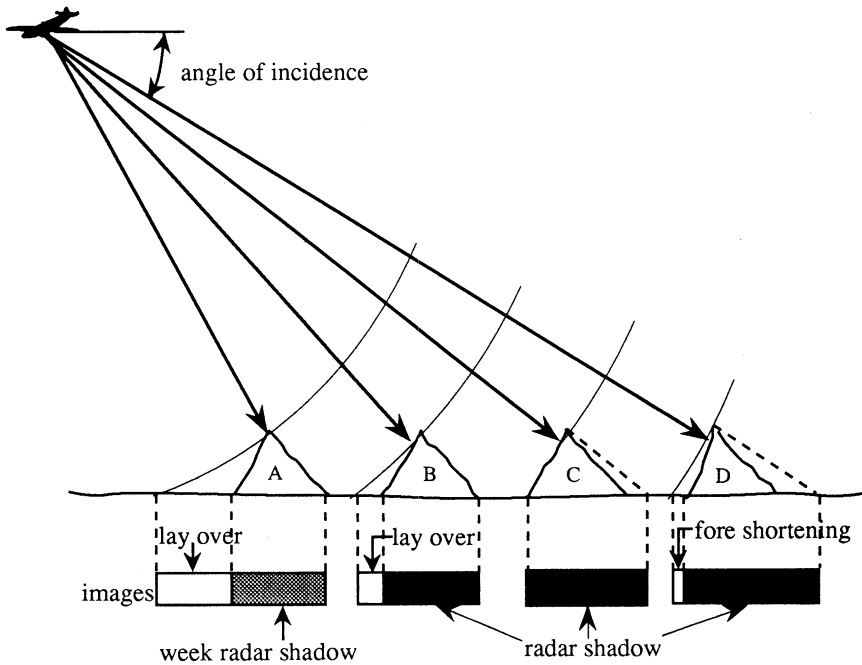 angle of incidence
A
B
C
D
lay over
lay over
fore shortening
images
week radar shadow
radar shadow